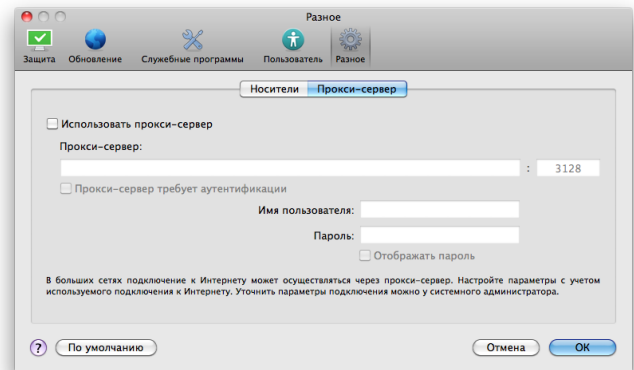 Разное
Защита Обновление Служебные программы Пользователь Разное
Носители Прокси-сервер
Использовать прокси-сервер
Прокси-сервер:
: 3128
Прокси-сервер требует аутентификации
Имя пользователя:
Пароль:
Отображать пароль
В больших сетях подключение к Интернету может осуществляться через прокси-сервер. Настройте параметры с учетом
используемого подключения к Интернету. Уточнить параметры подключения можно у системного администратора.
? По умолчанию Отмена ОК